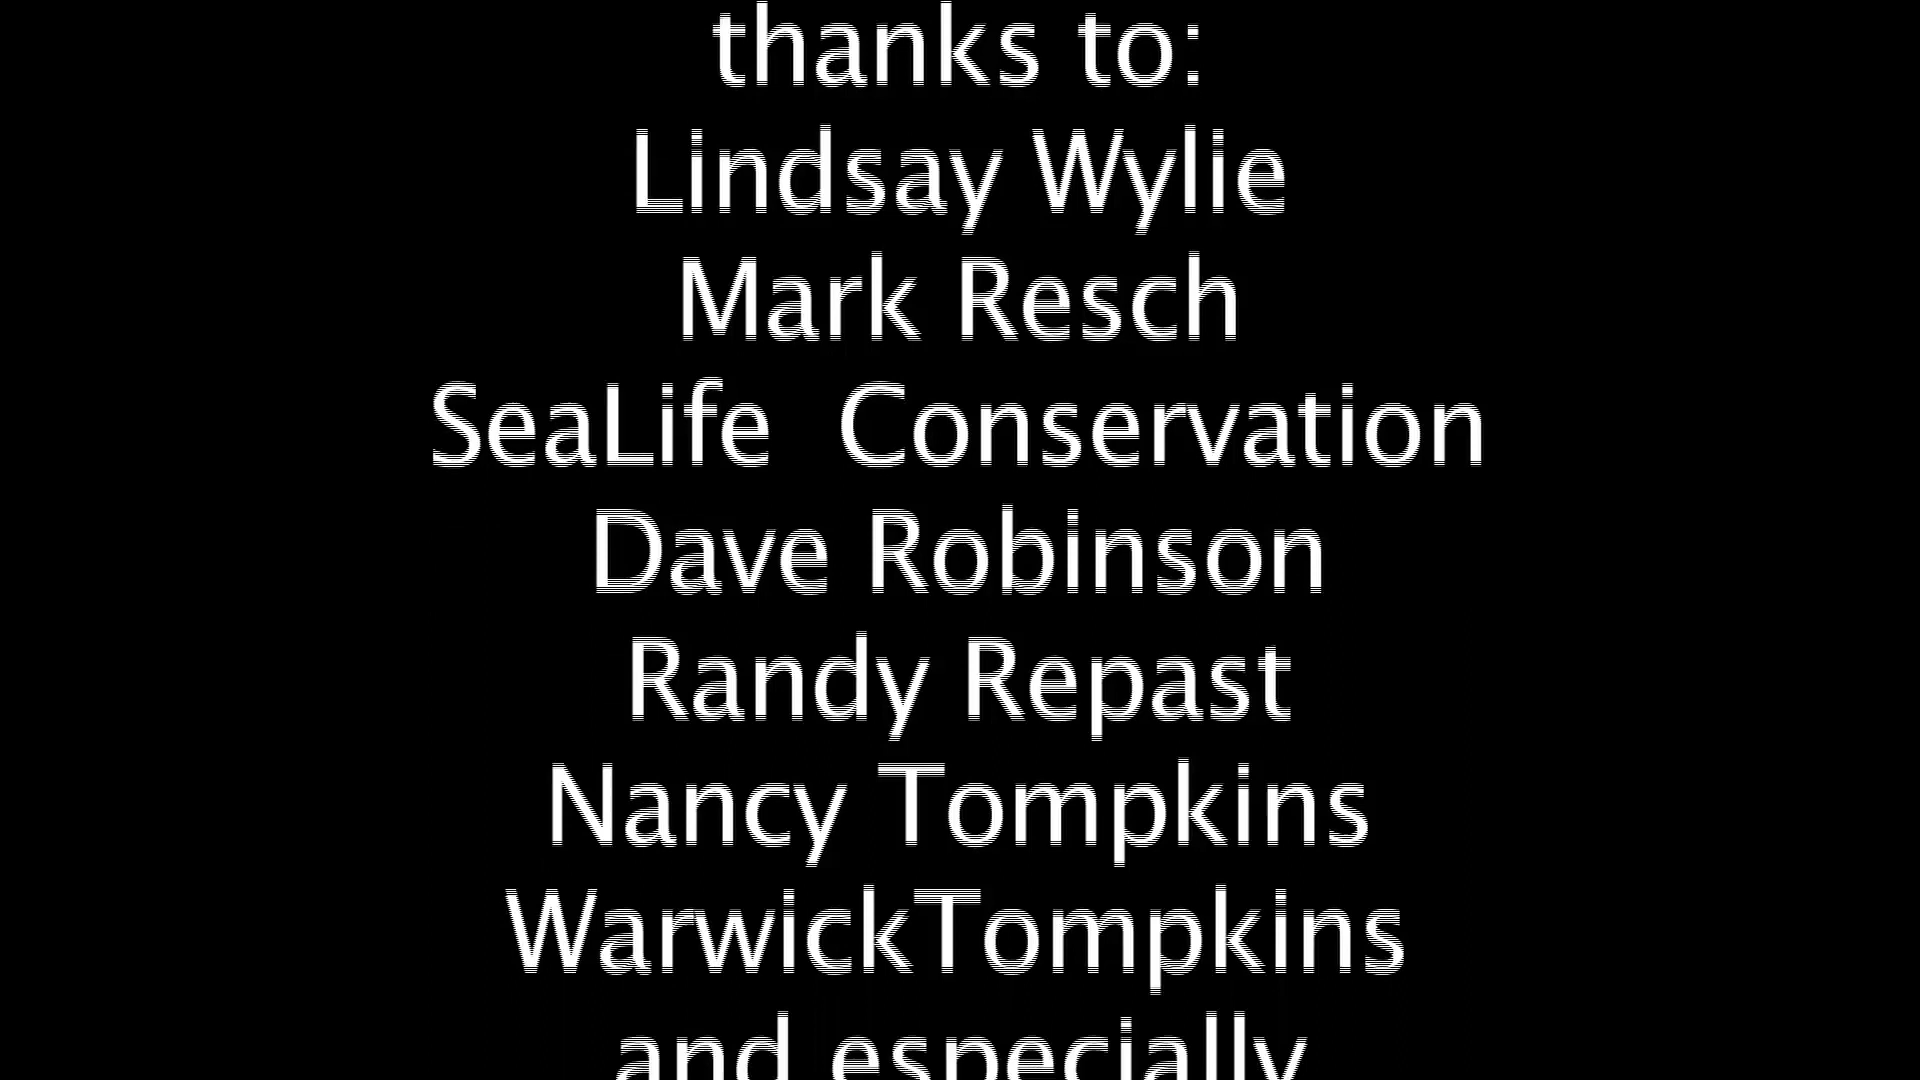 thanks to:
Lindsay Wylie
Mark Resch
SeaLife  Conservation
Dave Robinson
Randy Repast
Nancy Tompkins
WarwickTompkins
and especially